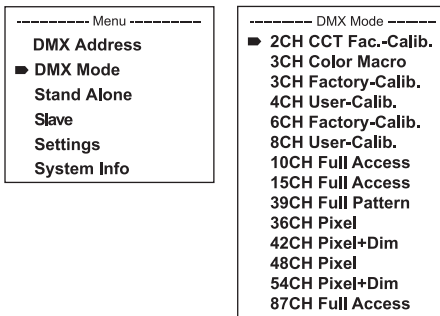 ---------- Menu ----------
DMX Address
DMX Mode
Stand Alone
Slave
Settings
System Info
---------- DMX Mode ----------
2CH CCT Fac.-Calib.
3CH Color Macro
3CH Factory-Calib.
4CH User-Calib.
6CH Factory-Calib.
8CH User-Calib.
10CH Full Access
15CH Full Access
39CH Full Pattern
36CH Pixel
42CH Pixel+Dim
48CH Pixel
54CH Pixel+Dim
87CH Full Access